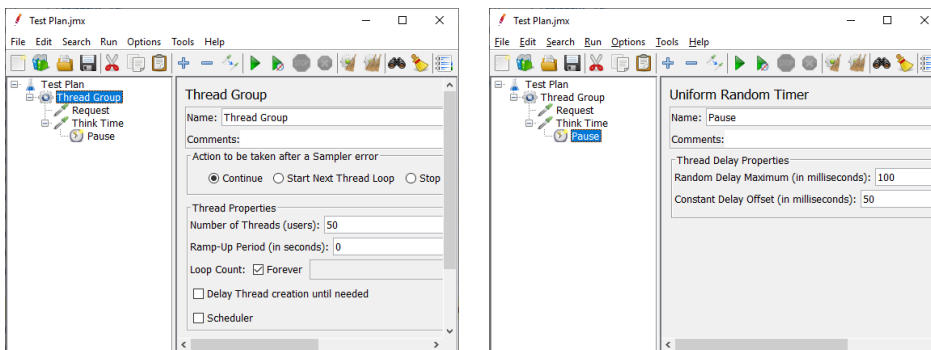 Test Plan.jmx
File Edit Search Run Options Tools Help
Test Plan
Thread Group
Request
Think Time
Pause
Thread Group
Name: Thread Group
Comments:
Action to be taken after a Sampler error
Continue Start Next Thread Loop Stop
Thread Properties
Number of Threads (users): 50
Ramp-Up Period (in seconds): 0
Loop Count: Forever
Delay Thread creation until needed
Scheduler
Test Plan.jmx
File Edit Search Run Options Tools Help
Test Plan
Thread Group
Request
Think Time
Pause
Uniform Random Timer
Name: Pause
Comments:
Thread Delay Properties
Random Delay Maximum (in milliseconds): 100
Constant Delay Offset (in milliseconds): 50